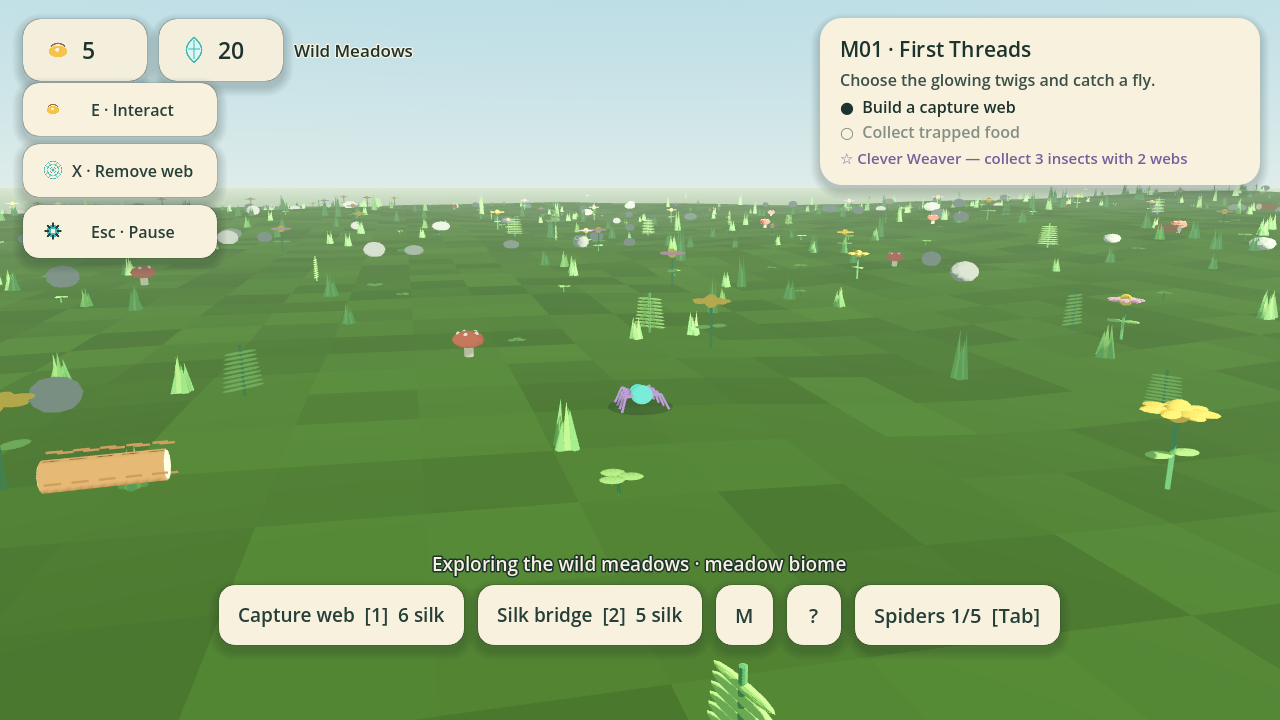 5
20
Wild Meadows
E · Interact
X · Remove web
Esc · Pause
M01 · First Threads
Choose the glowing twigs and catch a fly.
● Build a capture web
○ Collect trapped food
☆ Clever Weaver — collect 3 insects with 2 webs
Exploring the wild meadows · meadow biome
Capture web [1] 6 silk
Silk bridge [2] 5 silk
M
?
Spiders 1/5 [Tab]